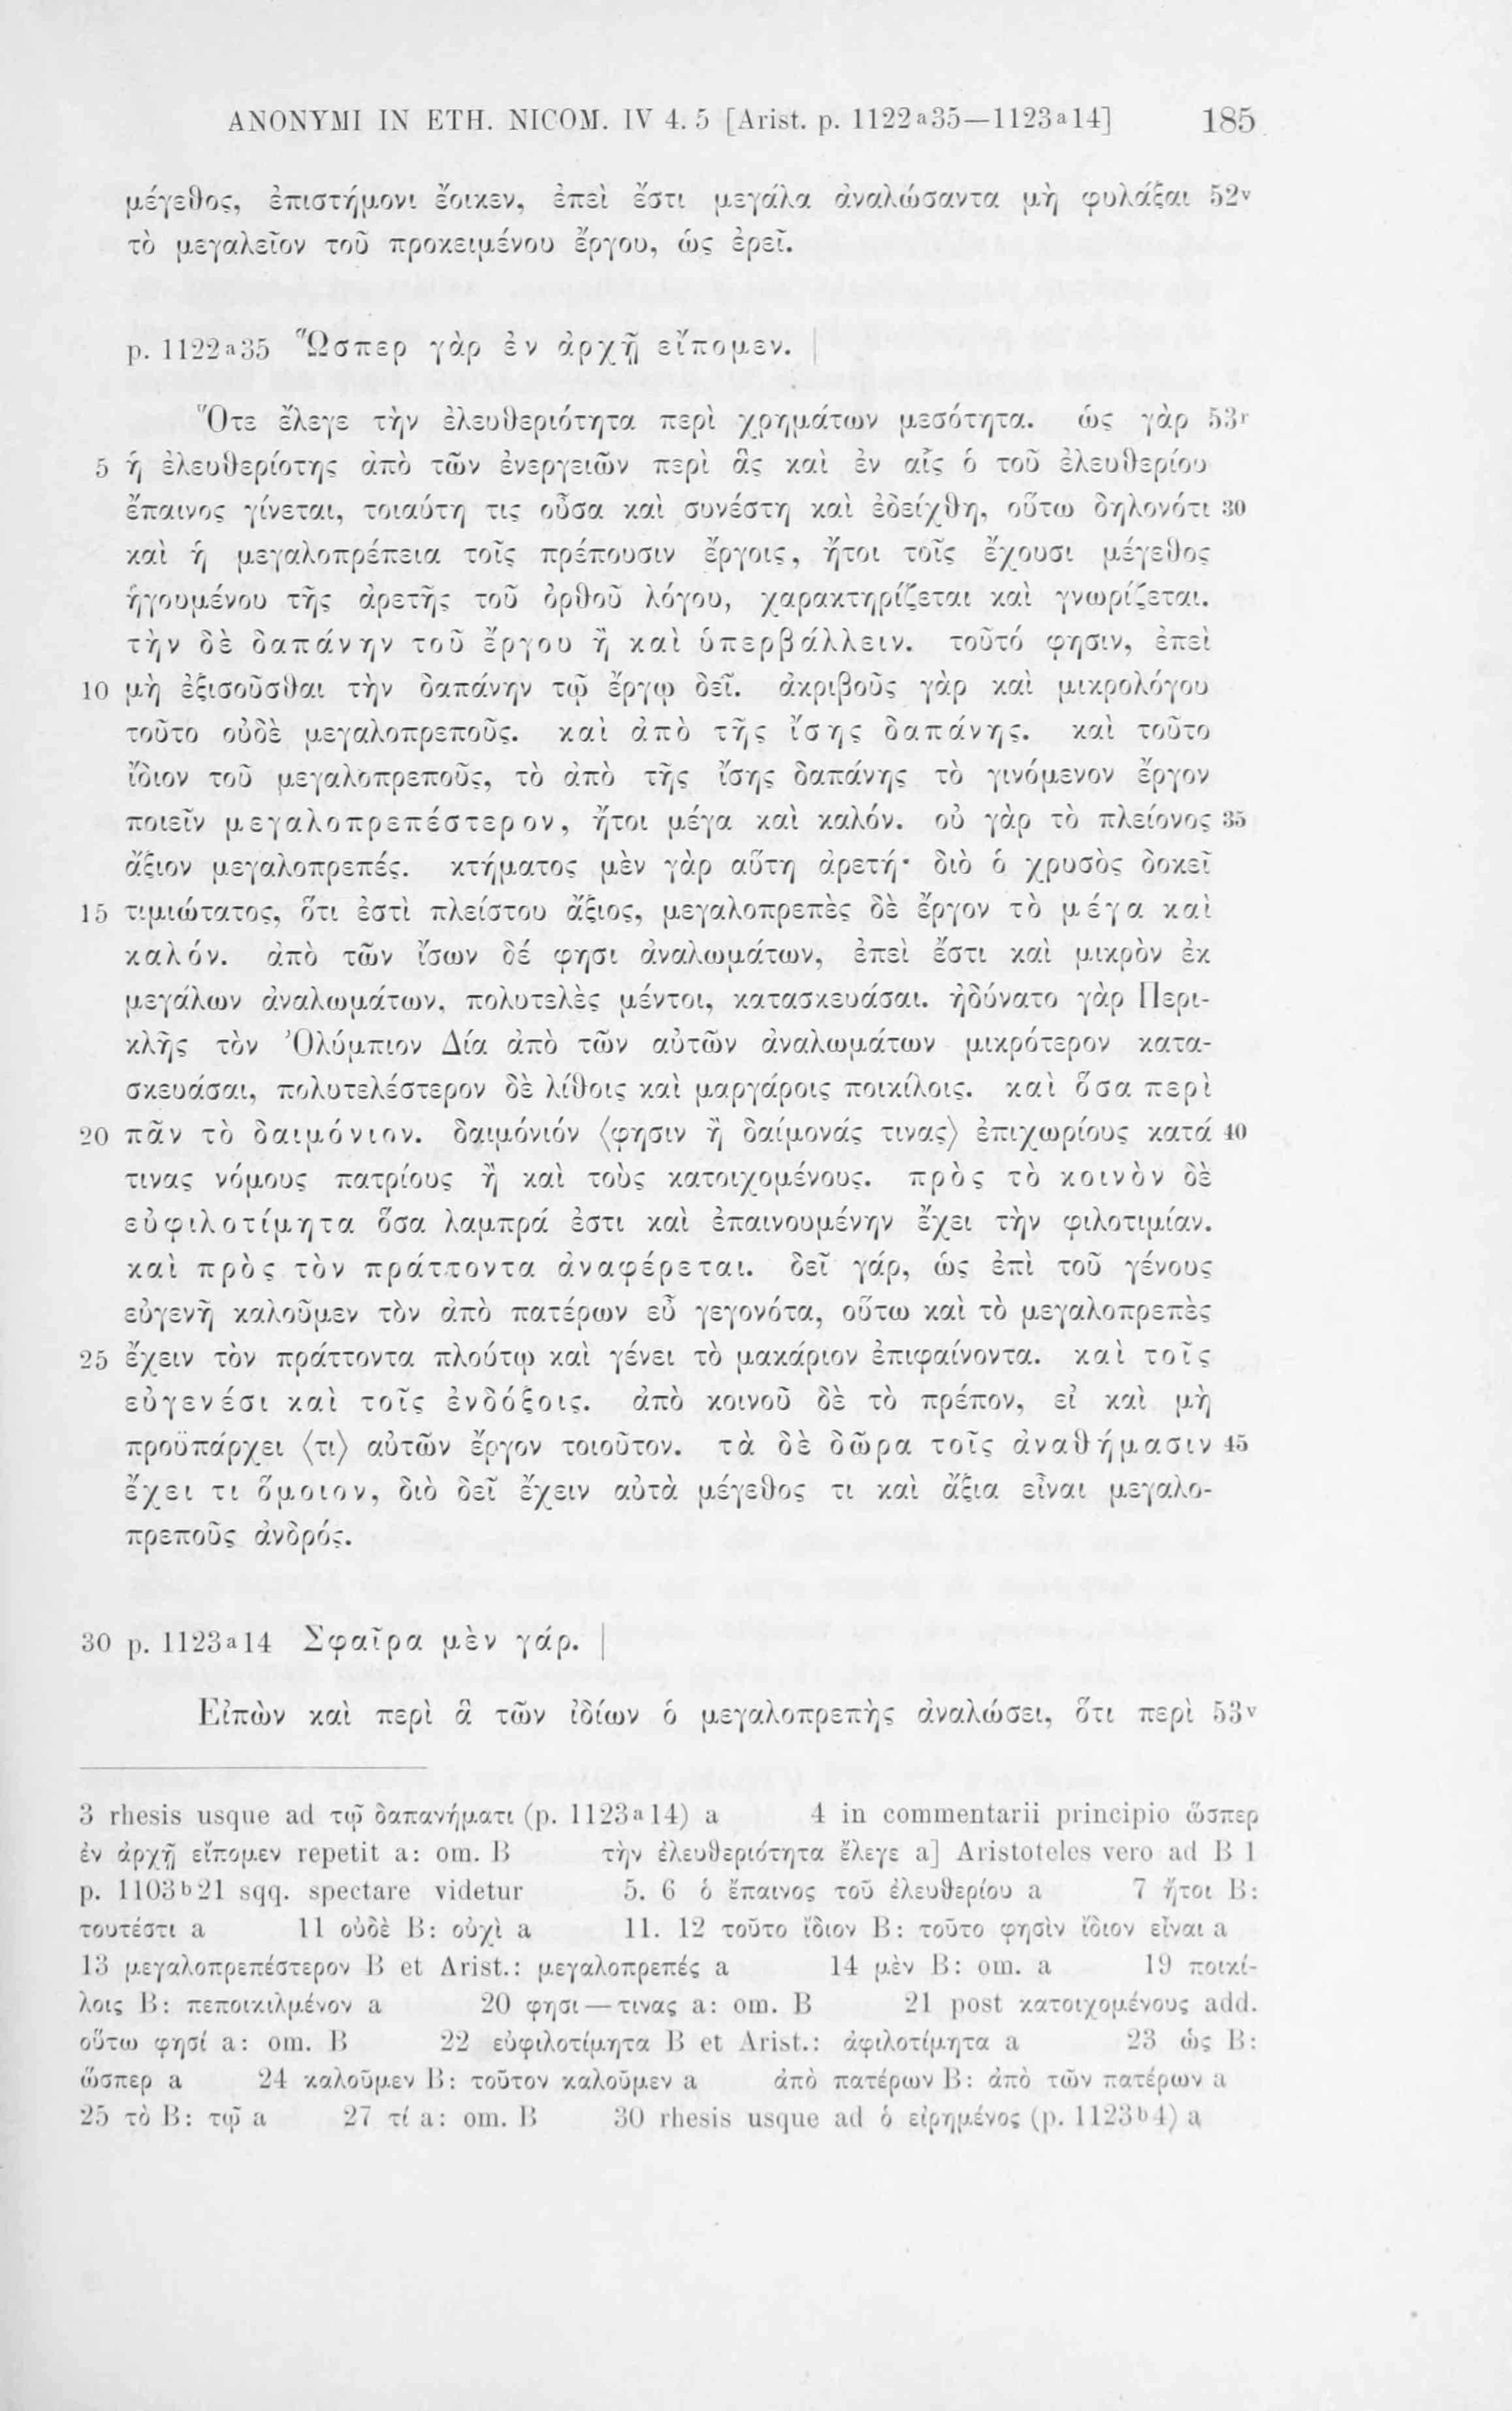 ANONYMI IN ETH. NICOM. IV 4. 5 [Arist. p. 1122a35—1123a14] 185
μέγεθος, ἐπιστήμονι ἔοικεν, ἐπεὶ ἔστι μεγάλα ἀναλώσαντα μὴ φυλάξαι 52v
τὸ μεγαλεῖον τοῦ προκειμένου ἔργου, ὡς ἐρεῖ.
p. 1122a35 Ὥσπερ γὰρ ἐν ἀρχῇ εἴπομεν. |
Ὅτε ἔλεγε τὴν ἐλευθεριότητα περὶ χρημάτων μεσότητα. ὡς γὰρ 53r
5 ἡ ἐλευθερίοτης ἀπὸ τῶν ἐνεργειῶν περὶ ἃς καὶ ἐν αἷς ὁ τοῦ ἐλευθερίου
ἔπαινος γίνεται, τοιαύτη τις οὖσα καὶ συνέστη καὶ ἐδείχθη, οὕτω δηλονότι 30
καὶ ἡ μεγαλοπρέπεια τοῖς πρέπουσιν ἔργοις, ἤτοι τοῖς ἔχουσι μέγεθος
ἡγουμένου τῆς ἀρετῆς τοῦ ὀρθοῦ λόγου, χαρακτηρίζεται καὶ γνωρίζεται.
τὴν δὲ δαπάνην τοῦ ἔργου ἢ καὶ ὑπερβάλλειν. τοῦτό φησιν, ἐπεὶ
10 μὴ ἐξισοῦσθαι τὴν δαπάνην τῷ ἔργῳ δεῖ. ἀκριβοῦς γὰρ καὶ μικρολόγου
τοῦτο οὐδὲ μεγαλοπρεποῦς. καὶ ἀπὸ τῆς ἴσης δαπάνης. καὶ τοῦτο
ἴδιον τοῦ μεγαλοπρεποῦς, τὸ ἀπὸ τῆς ἴσης δαπάνης τὸ γινόμενον ἔργον
ποιεῖν μεγαλοπρεπέστερον, ἤτοι μέγα καὶ καλόν. οὐ γὰρ τὸ πλείονος 35
ἄξιον μεγαλοπρεπές. κτήματος μὲν γὰρ αὕτη ἀρετή· διὸ ὁ χρυσὸς δοκεῖ
15 τιμιώτατος, ὅτι ἐστὶ πλείστου ἄξιος, μεγαλοπρεπὲς δὲ ἔργον τὸ μέγα καὶ
καλόν. ἀπὸ τῶν ἴσων δέ φησι ἀναλωμάτων, ἐπεὶ ἔστι καὶ μικρὸν ἐκ
μεγάλων ἀναλωμάτων, πολυτελὲς μέντοι, κατασκευάσαι. ἠδύνατο γὰρ Περι-
κλῆς τὸν Ὀλύμπιον Δία ἀπὸ τῶν αὐτῶν ἀναλωμάτων μικρότερον κατα-
σκευάσαι, πολυτελέστερον δὲ λίθοις καὶ μαργάροις ποικίλοις. καὶ ὅσα περὶ
20 πᾶν τὸ δαιμόνιον. δαιμόνιόν ⟨φησιν ἢ δαίμονάς τινας⟩ ἐπιχωρίους κατά 40
τινας νόμους πατρίους ἢ καὶ τοὺς κατοιχομένους. πρὸς τὸ κοινὸν δὲ
εὐφιλοτίμητα ὅσα λαμπρά ἐστι καὶ ἐπαινουμένην ἔχει τὴν φιλοτιμίαν.
καὶ πρὸς τὸν πράττοντα ἀναφέρεται. δεῖ γάρ, ὡς ἐπὶ τοῦ γένους
εὐγενῆ καλοῦμεν τὸν ἀπὸ πατέρων εὖ γεγονότα, οὕτω καὶ τὸ μεγαλοπρεπὲς
25 ἔχειν τὸν πράττοντα πλούτῳ καὶ γένει τὸ μακάριον ἐπιφαίνοντα. καὶ τοῖς
εὐγενέσι καὶ τοῖς ἐνδόξοις. ἀπὸ κοινοῦ δὲ τὸ πρέπον, εἰ καὶ μὴ
προϋπάρχει ⟨τι⟩ αὐτῶν ἔργον τοιοῦτον. τὰ δὲ δῶρα τοῖς ἀναθήμασιν 45
ἔχει τι ὅμοιον, διὸ δεῖ ἔχειν αὐτὰ μέγεθος τι καὶ ἄξια εἶναι μεγαλο-
πρεποῦς ἀνδρός.
30 p. 1123a14 Σφαῖρα μὲν γάρ. |
Εἰπὼν καὶ περὶ ἃ τῶν ἰδίων ὁ μεγαλοπρεπὴς ἀναλώσει, ὅτι περὶ 53v
3 rhesis usque ad τῷ δαπανήματι (p. 1123a14) a 4 in commentarii principio ὥσπερ
ἐν ἀρχῇ εἴπομεν repetit a: om. B τὴν ἐλευθεριότητα ἔλεγε a] Aristoteles vero ad B 1
p. 1103b21 sqq. spectare videtur 5. 6 ὁ ἔπαινος τοῦ ἐλευθερίου a 7 ἤτοι B:
τουτέστι a 11 οὐδὲ B: οὐχὶ a 11. 12 τοῦτο ἴδιον B: τοῦτο φησὶν ἴδιον εἶναι a
13 μεγαλοπρεπέστερον B et Arist.: μεγαλοπρεπές a 14 μὲν B: om. a 19 ποικί-
λοις B: πεποικιλμένον a 20 φησι — τινας a: om. B 21 post κατοιχομένους add.
οὕτω φησί a: om. B 22 εὐφιλοτίμητα B et Arist.: ἀφιλοτίμητα a 23 ὡς B:
ὥσπερ a 24 καλοῦμεν B: τοῦτον καλοῦμεν a ἀπὸ πατέρων B: ἀπὸ τῶν πατέρων a
25 τὸ B: τῷ a 27 τί a: om. B 30 rhesis usque ad ὁ εἰρημένος (p. 1123b4) a